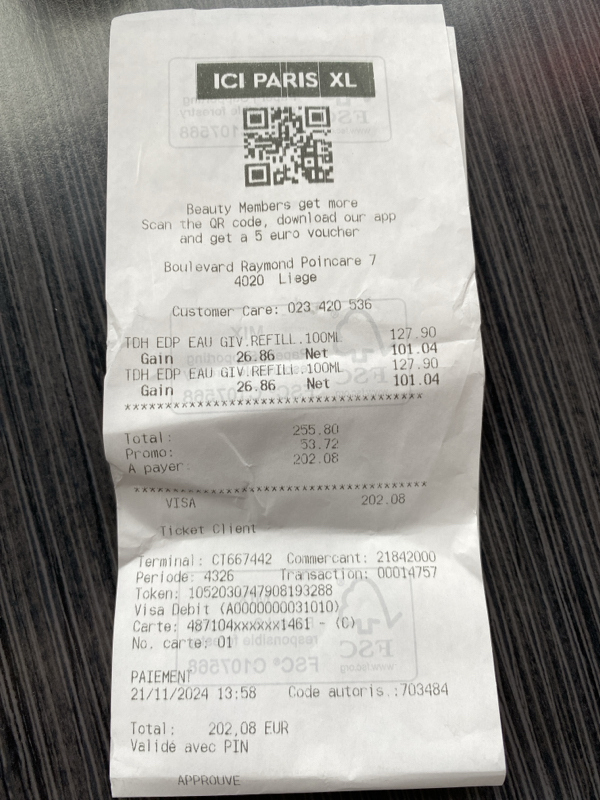 ICI PARIS XL
Beauty Members get more
Scan the QR code, download our app
and get a 5 euro voucher
Boulevard Raymond Poincare 7
4020 Liege
Customer Care: 023 420 536
TDH EDP EAU GIV.REFILL.100ML 127.90
Gain 26.86 Net 101.04
TDH EDP EAU GIV.REFILL.100ML 127.90
Gain 26.86 Net 101.04
************************************
Total: 255.80
Promo: 53.72
A payer: 202.08
************************************
VISA 202.08
Ticket Client
Terminal: CT667442 Commercant: 21842000
Periode: 4326 Transaction: 00014757
Token: 1052030747908193288
Visa Debit (A0000000031010)
Carte: 487104xxxxxx1461 - (C)
No. carte: 01
PAIEMENT
21/11/2024 13:58 Code autoris.:703484
Total: 202,08 EUR
Validé avec PIN
APPROUVE